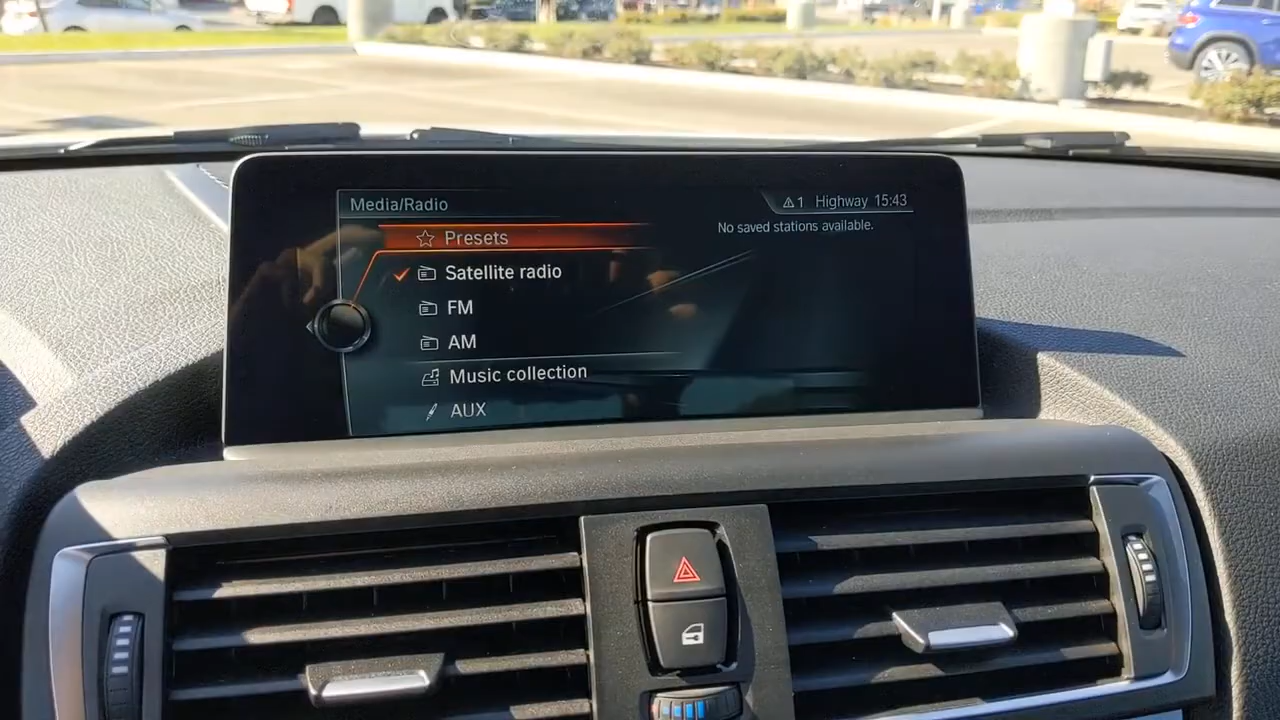 Media/Radio
1 Highway 15:43
Presets
No saved stations available.
Satellite radio
FM
AM
Music collection
AUX